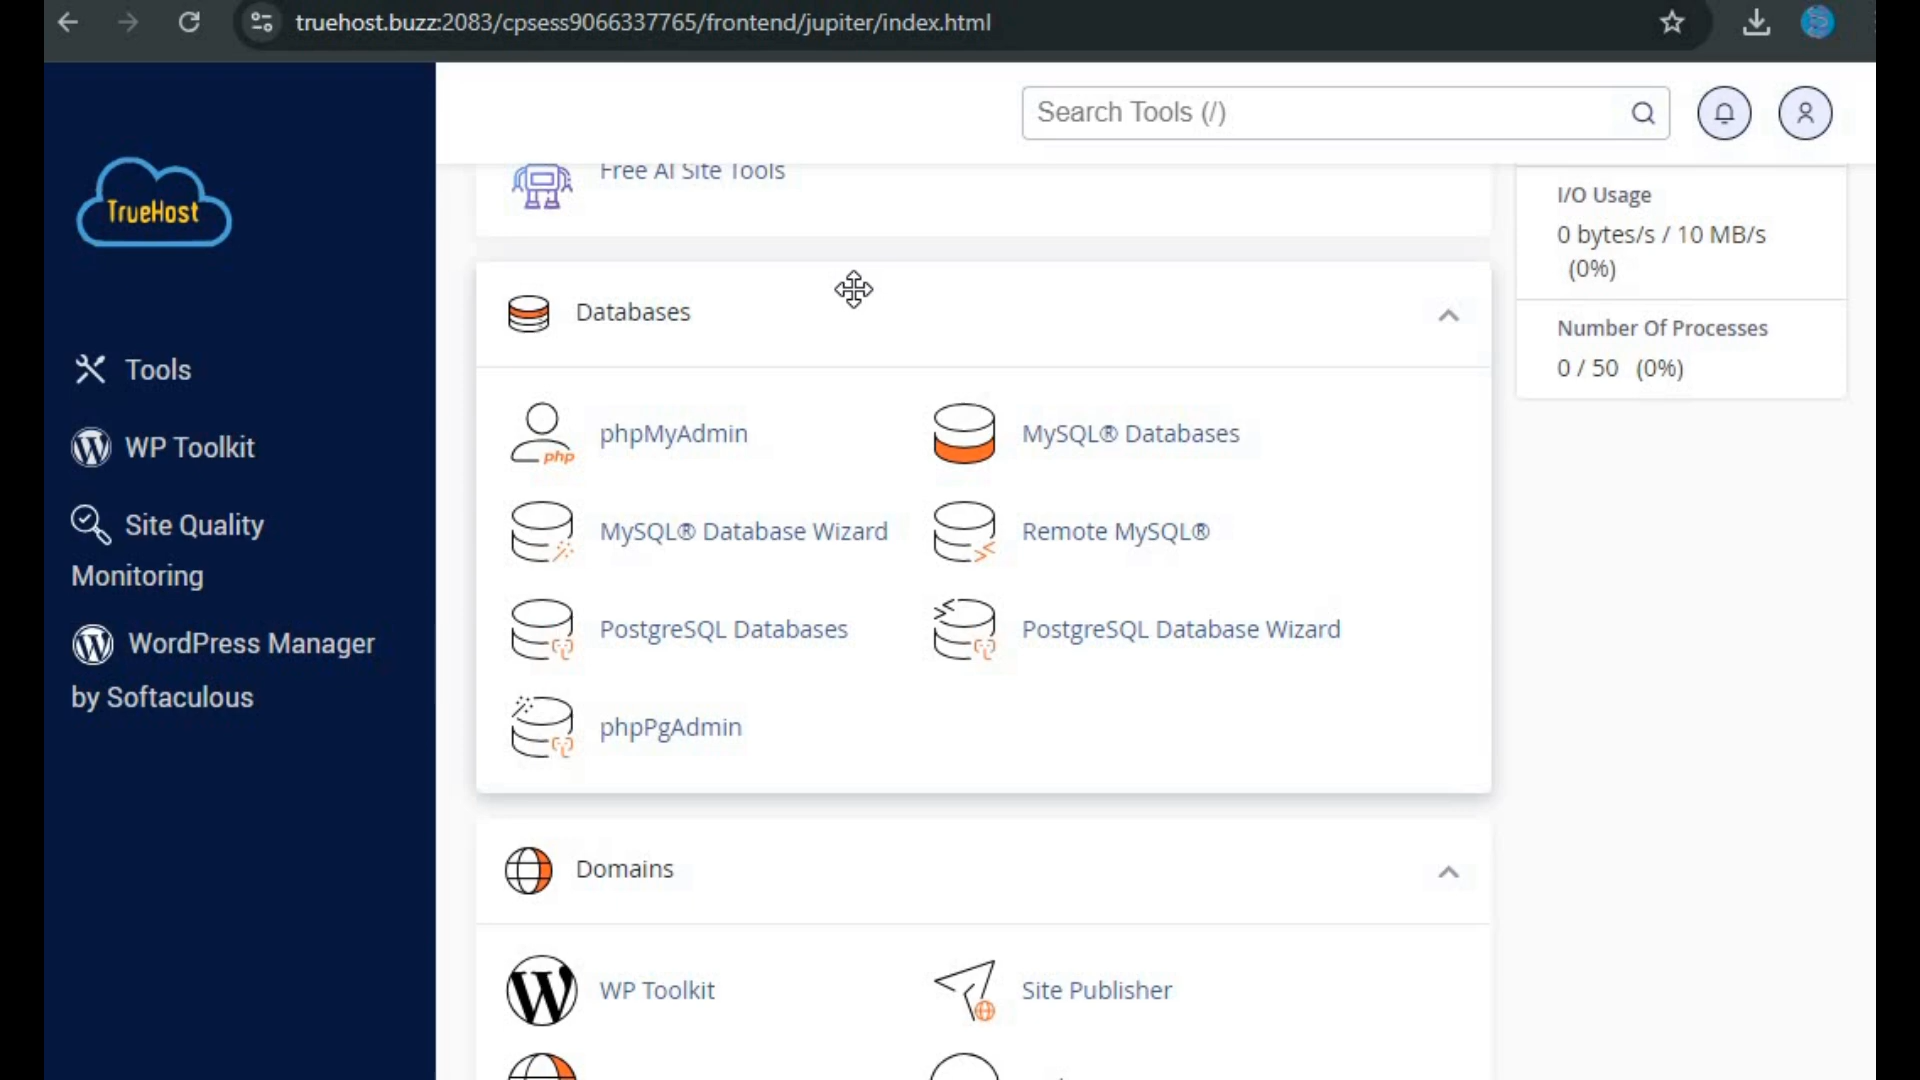 truehost.buzz:2083/cpsess9066337765/frontend/jupiter/index.html
Search Tools (/)
TrueHost
Tools
WP Toolkit
Site Quality
Monitoring
WordPress Manager
by Softaculous
Free AI Site Tools
Databases
phpMyAdmin
php
MySQL® Databases
MySQL® Database Wizard
Remote MySQL®
PostgreSQL Databases
PostgreSQL Database Wizard
phpPgAdmin
Domains
WP Toolkit
Site Publisher
I/O Usage
0 bytes/s / 10 MB/s
(0%)
Number Of Processes
0 / 50 (0%)